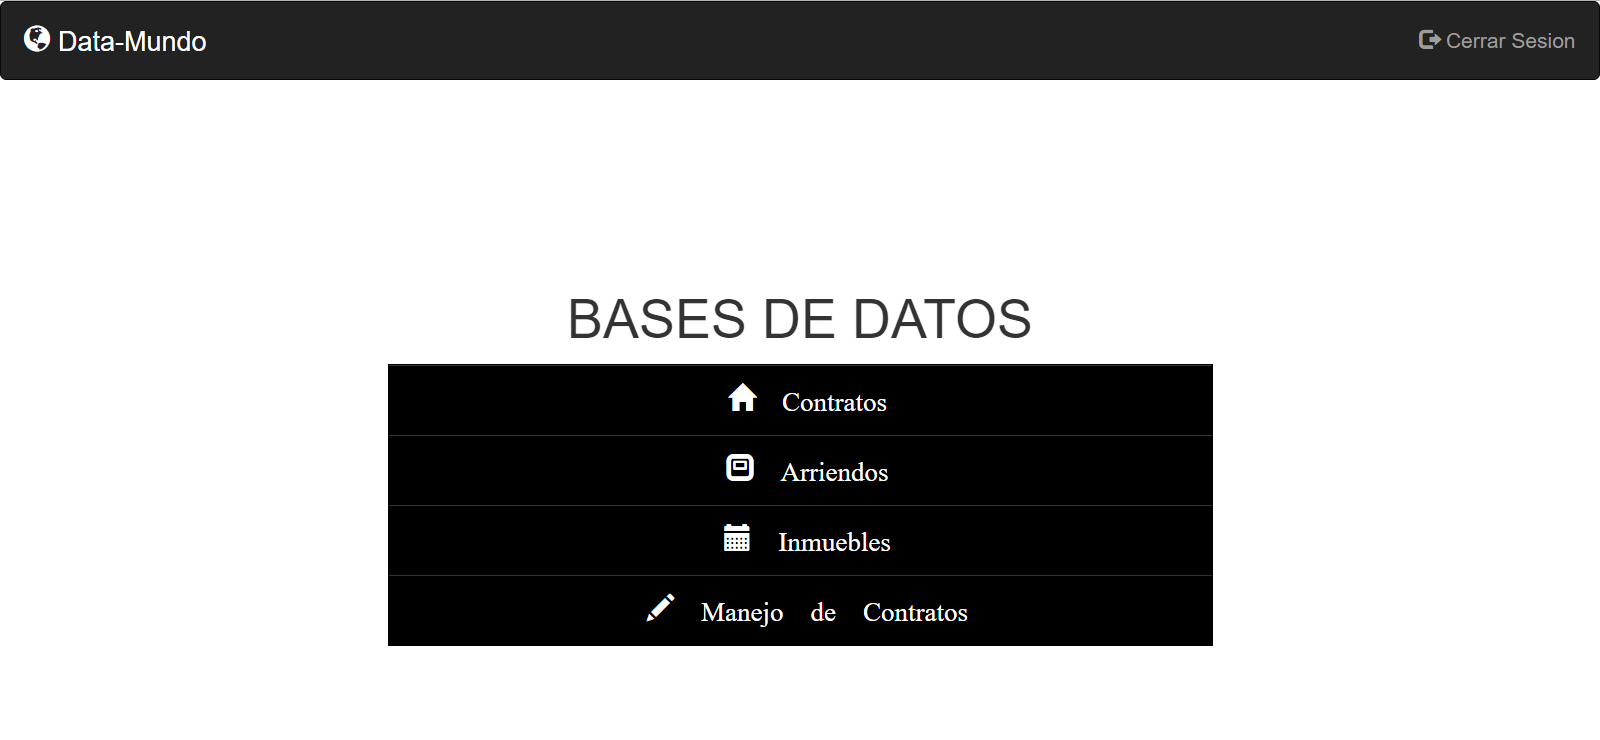 Data-Mundo
Cerrar Sesion
BASES DE DATOS
Contratos
Arriendos
Inmuebles
Manejo de Contratos